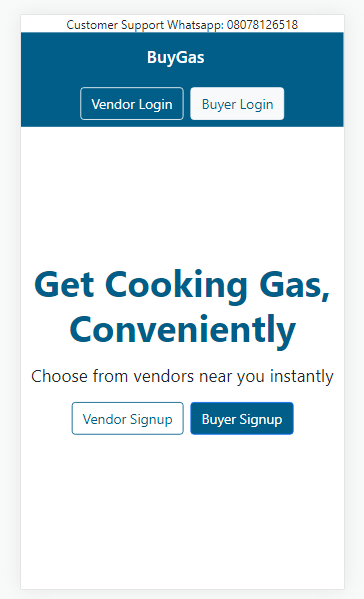 Customer Support Whatsapp: 08078126518
BuyGas
Vendor Login Buyer Login
Get Cooking Gas,
Conveniently
Choose from vendors near you instantly
Vendor Signup Buyer Signup